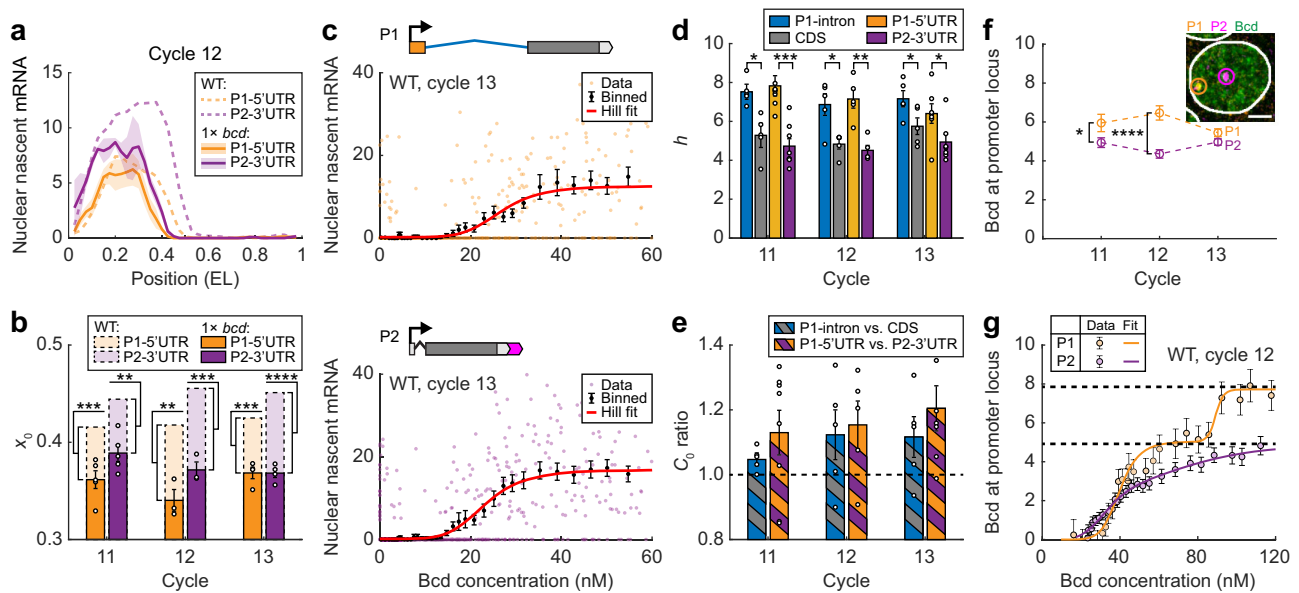 a
Cycle 12
Nuclear nascent mRNA
15
10
5
0
WT:
P1-5'UTR
P2-3'UTR
1× bcd:
P1-5'UTR
P2-3'UTR
0 0.2 0.4 0.6 0.8 1
Position (EL)
b
WT: 1× bcd:
P1-5'UTR P1-5'UTR
P2-3'UTR P2-3'UTR
x0
0.5
0.4
0.3
*** ** ** *** *** ****
11 12 13
Cycle
c
P1
WT, cycle 13
Nuclear nascent mRNA
40
20
0
Data
Binned
Hill fit
0 20 40 60
P2
WT, cycle 13
Nuclear nascent mRNA
40
20
0
Data
Binned
Hill fit
0 20 40 60
Bcd concentration (nM)
d
P1-intron P1-5'UTR
CDS P2-3'UTR
h
10
8
6
4
2
0
* *** * ** * *
11 12 13
Cycle
e
P1-intron vs. CDS
P1-5'UTR vs. P2-3'UTR
C0 ratio
1.4
1.2
1.0
0.8
11 12 13
Cycle
f
P1 P2 Bcd
Bcd at promoter locus
10
8
6
4
2
0
* ****
P1
P2
11 12 13
Cycle
g
Data Fit
P1
P2
WT, cycle 12
Bcd at promoter locus
10
8
6
4
2
0
0 40 80 120
Bcd concentration (nM)